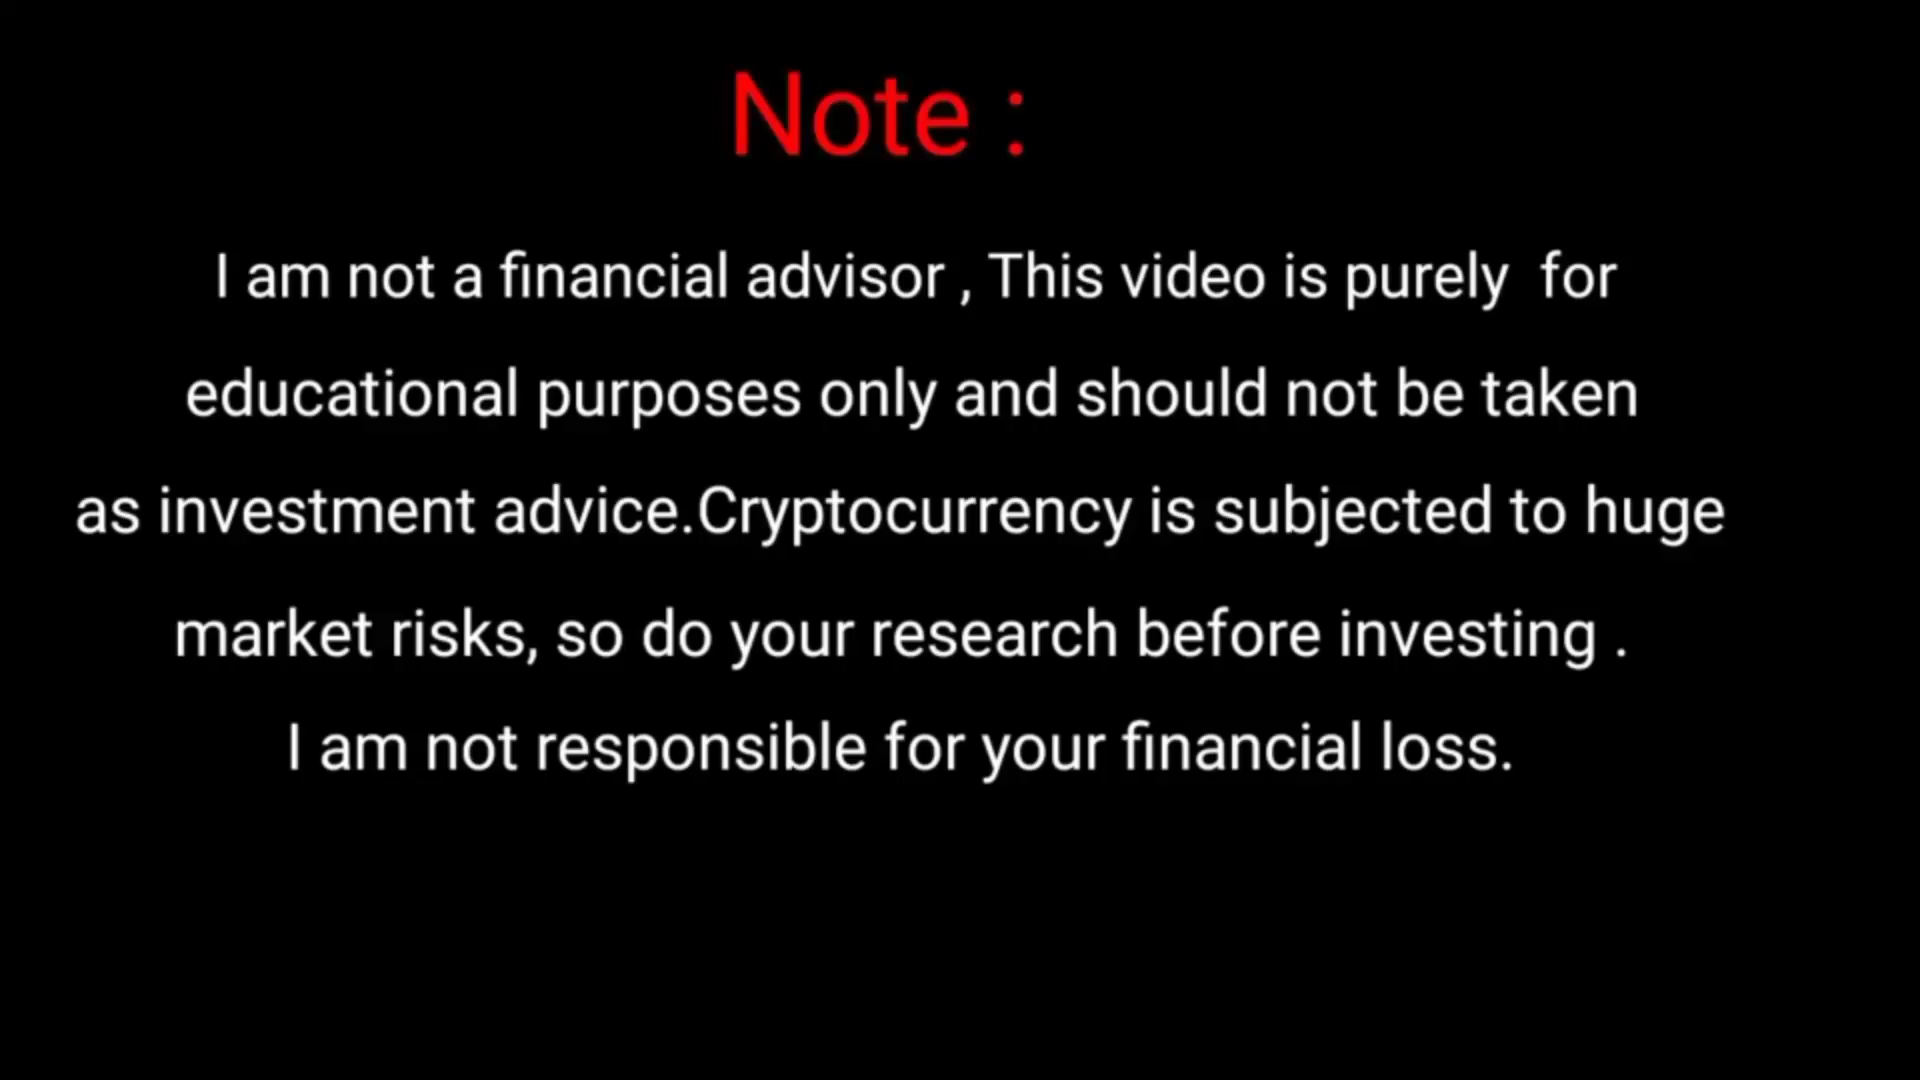 Note :
I am not a financial advisor , This video is purely  for
educational purposes only and should not be taken
as investment advice.Cryptocurrency is subjected to huge
market risks, so do your research before investing .
I am not responsible for your financial loss.